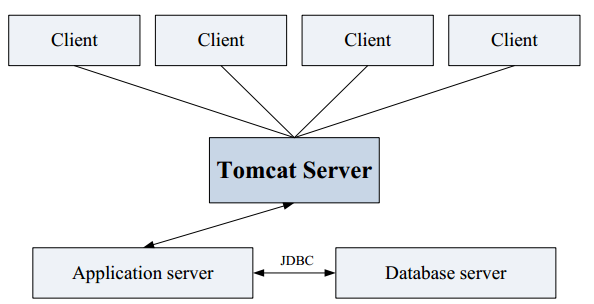 Client
Client
Client
Client
Tomcat Server
Application server
JDBC
Database server